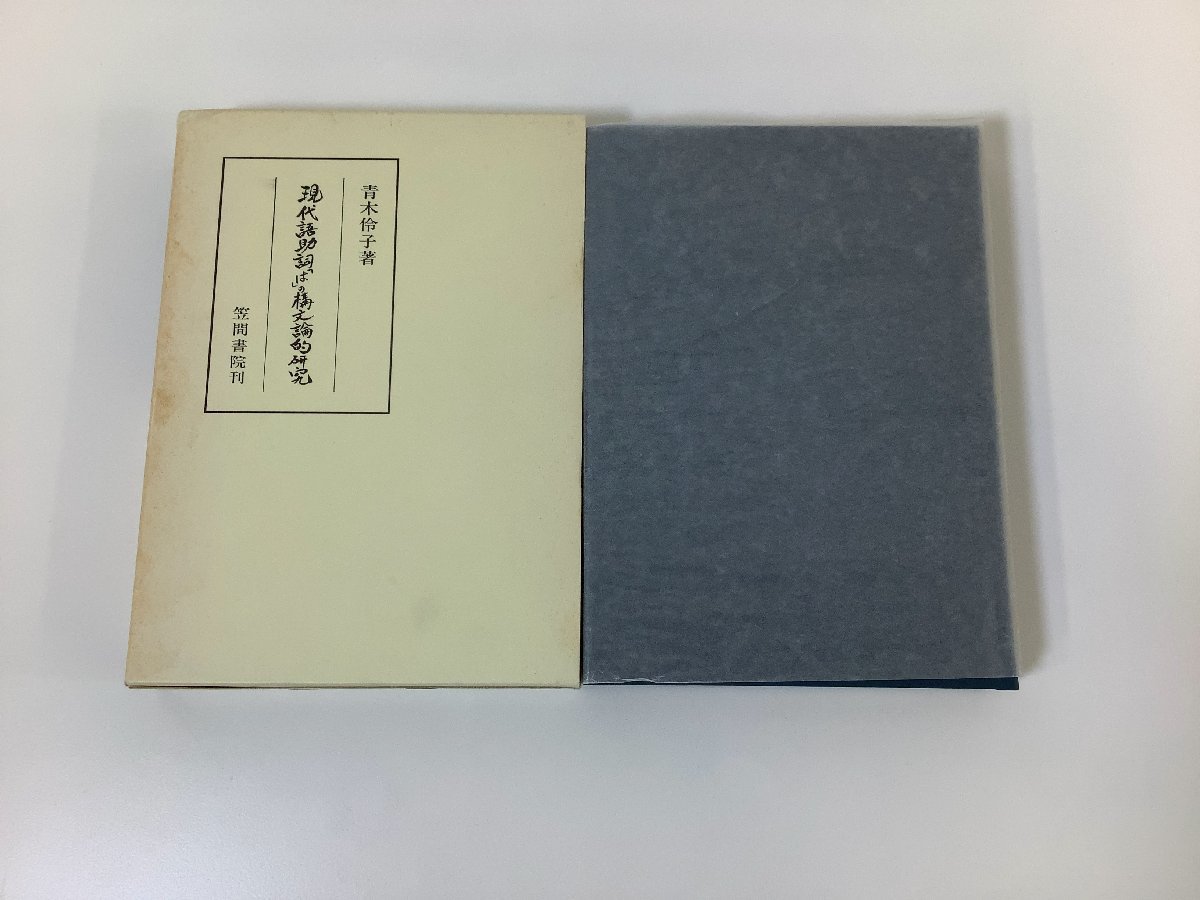 青木伶子著
現代語助詞「は」の構文論的研究
笠間書院刊